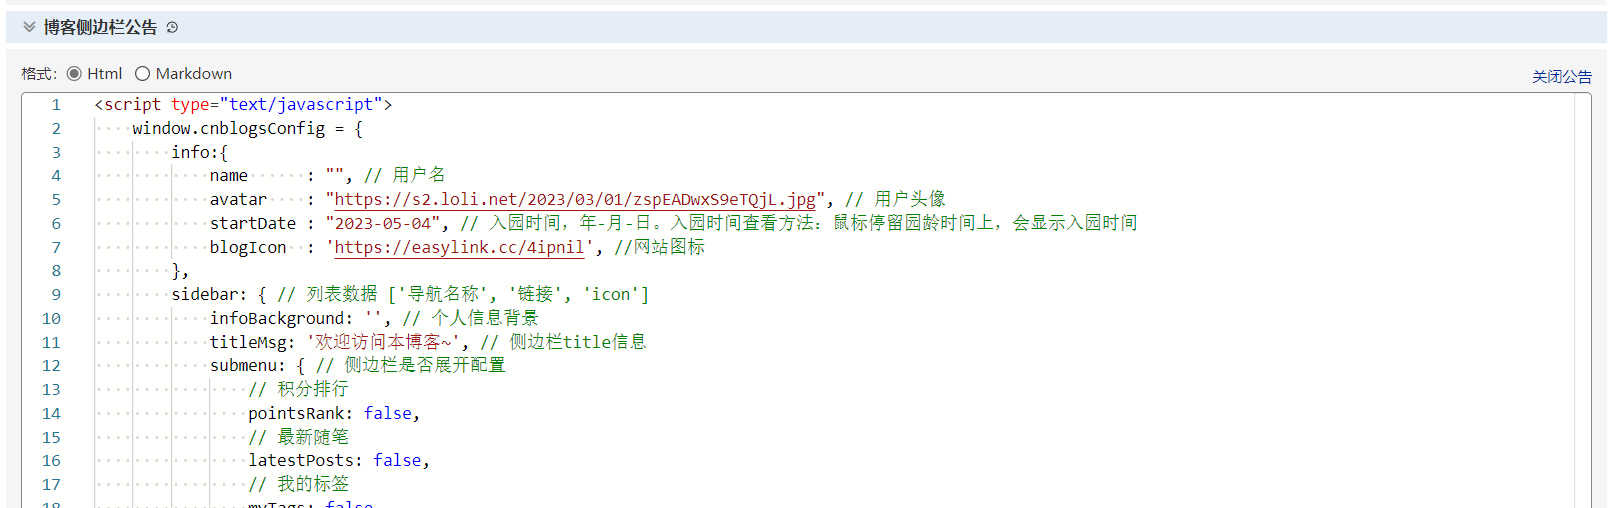 博客侧边栏公告
格式: Html Markdown
关闭公告
1 <script type="text/javascript">
2 window.cnblogsConfig = {
3 info:{
4 name : "", // 用户名
5 avatar : "https://s2.loli.net/2023/03/01/zspEADwxS9eTQjL.jpg", // 用户头像
6 startDate : "2023-05-04", // 入园时间，年-月-日。入园时间查看方法：鼠标停留园龄时间上，会显示入园时间
7 blogIcon : 'https://easylink.cc/4ipnil', //网站图标
8 },
9 sidebar: { // 列表数据 ['导航名称', '链接', 'icon']
10 infoBackground: '', // 个人信息背景
11 titleMsg: '欢迎访问本博客~', // 侧边栏title信息
12 submenu: { // 侧边栏是否展开配置
13 // 积分排行
14 pointsRank: false,
15 // 最新随笔
16 latestPosts: false,
17 // 我的标签
18 myTags: false